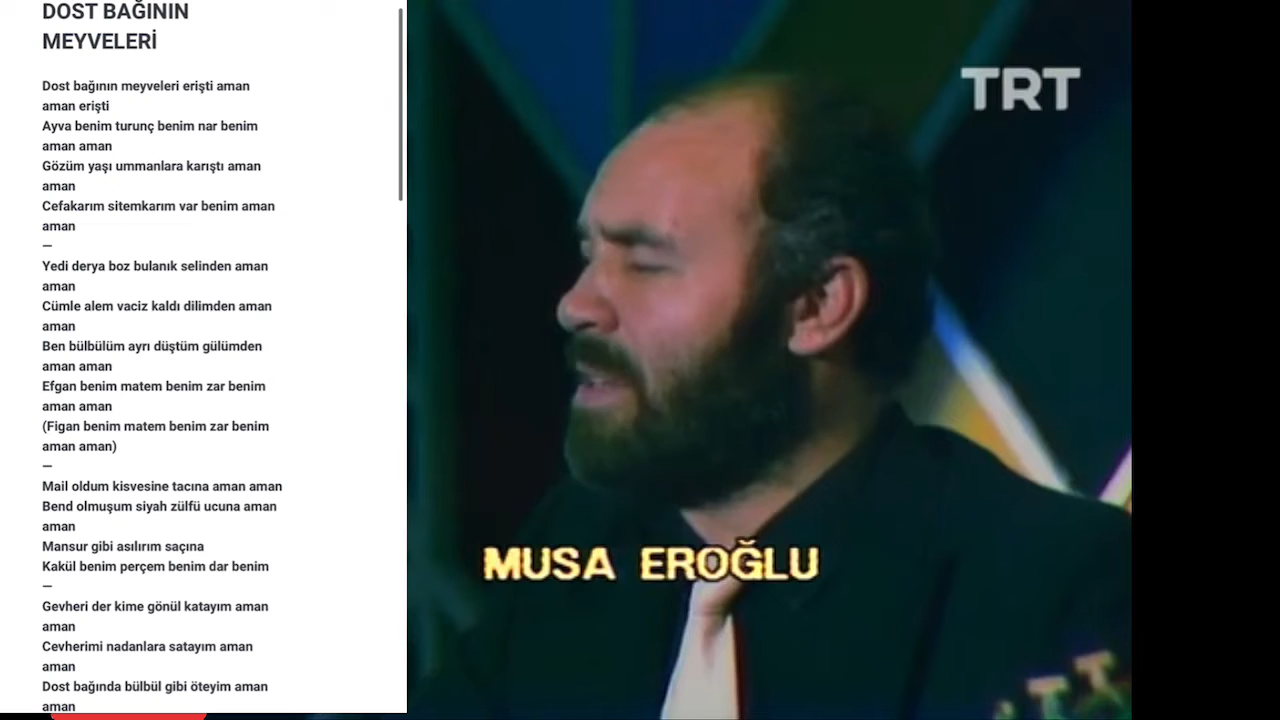 DOST BAĞININ
MEYVELERİ
Dost bağının meyveleri erişti aman
aman erişti
Ayva benim turunç benim nar benim
aman aman
Gözüm yaşı ummanlara karıştı aman
aman
Cefakarım sitemkarım var benim aman
aman
—
Yedi derya boz bulanık selinden aman
aman
Cümle alem vaciz kaldı dilimden aman
aman
Ben bülbülüm ayrı düştüm gülümden
aman aman
Efgan benim matem benim zar benim
aman aman
(Figan benim matem benim zar benim
aman aman)
—
Mail oldum kisvesine tacına aman aman
Bend olmuşum siyah zülfü ucuna aman
aman
Mansur gibi asılırım saçına
Kakül benim perçem benim dar benim
—
Gevheri der kime gönül katayım aman
aman
Cevherimi nadanlara satayım aman
aman
Dost bağında bülbül gibi öteyim aman
aman
TRT
MUSA EROĞLU